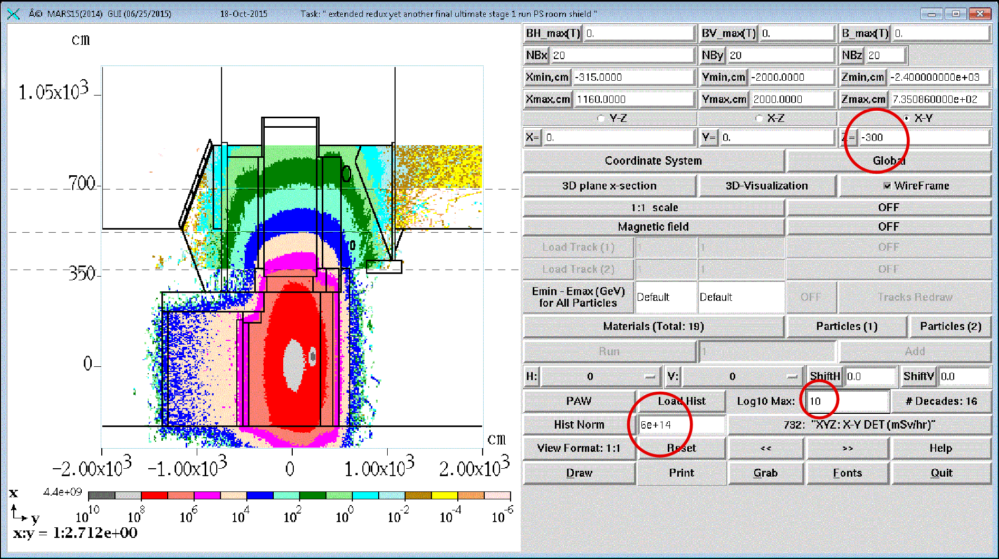 Â© MARS15(2014) GUI (06/25/2015) 18-Oct-2015 Task: " extended redux yet another final ultimate stage 1 run PS room shield "
cm
1.05x10^3
700
350
0
cm
-2.00x10^3 -1.00x10^3 0 1.00x10^3 2.00x10^3
4.4e+09
10^10 10^8 10^6 10^4 10^2 10^0 10^-2 10^-4 10^-6
x
y
x:y = 1:2.712e+00
BH_max(T) 0. BV_max(T) 0. B_max(T) 0.
NBx 20 NBy 20 NBz 20
Xmin,cm -315.0000 Ymin,cm -2000.0000 Zmin,cm -2.400000000e+03
Xmax,cm 1160.0000 Ymax,cm 2000.0000 Zmax,cm 7.350860000e+02
Y-Z X-Z X-Y
X= 0. Y= 0. Z= -300
Coordinate System Global
3D plane x-section 3D-Visualization WireFrame
1:1 scale OFF
Magnetic field OFF
Load Track (1) 1 1 OFF
Load Track (2) 1 1 OFF
Emin - Emax (GeV)
for All Particles Default Default OFF Tracks Redraw
Materials (Total: 19) Particles (1) Particles (2)
Run 1 Add
H: 0 V: 0 ShiftH 0.0 ShiftV 0.0
PAW Load Hist Log10 Max: 10 # Decades: 16
Hist Norm 6e+14 732: "XYZ: X-Y DET (mSv/hr)"
View Format: 1:1 Reset << >> Help
Draw Print Grab Fonts Quit